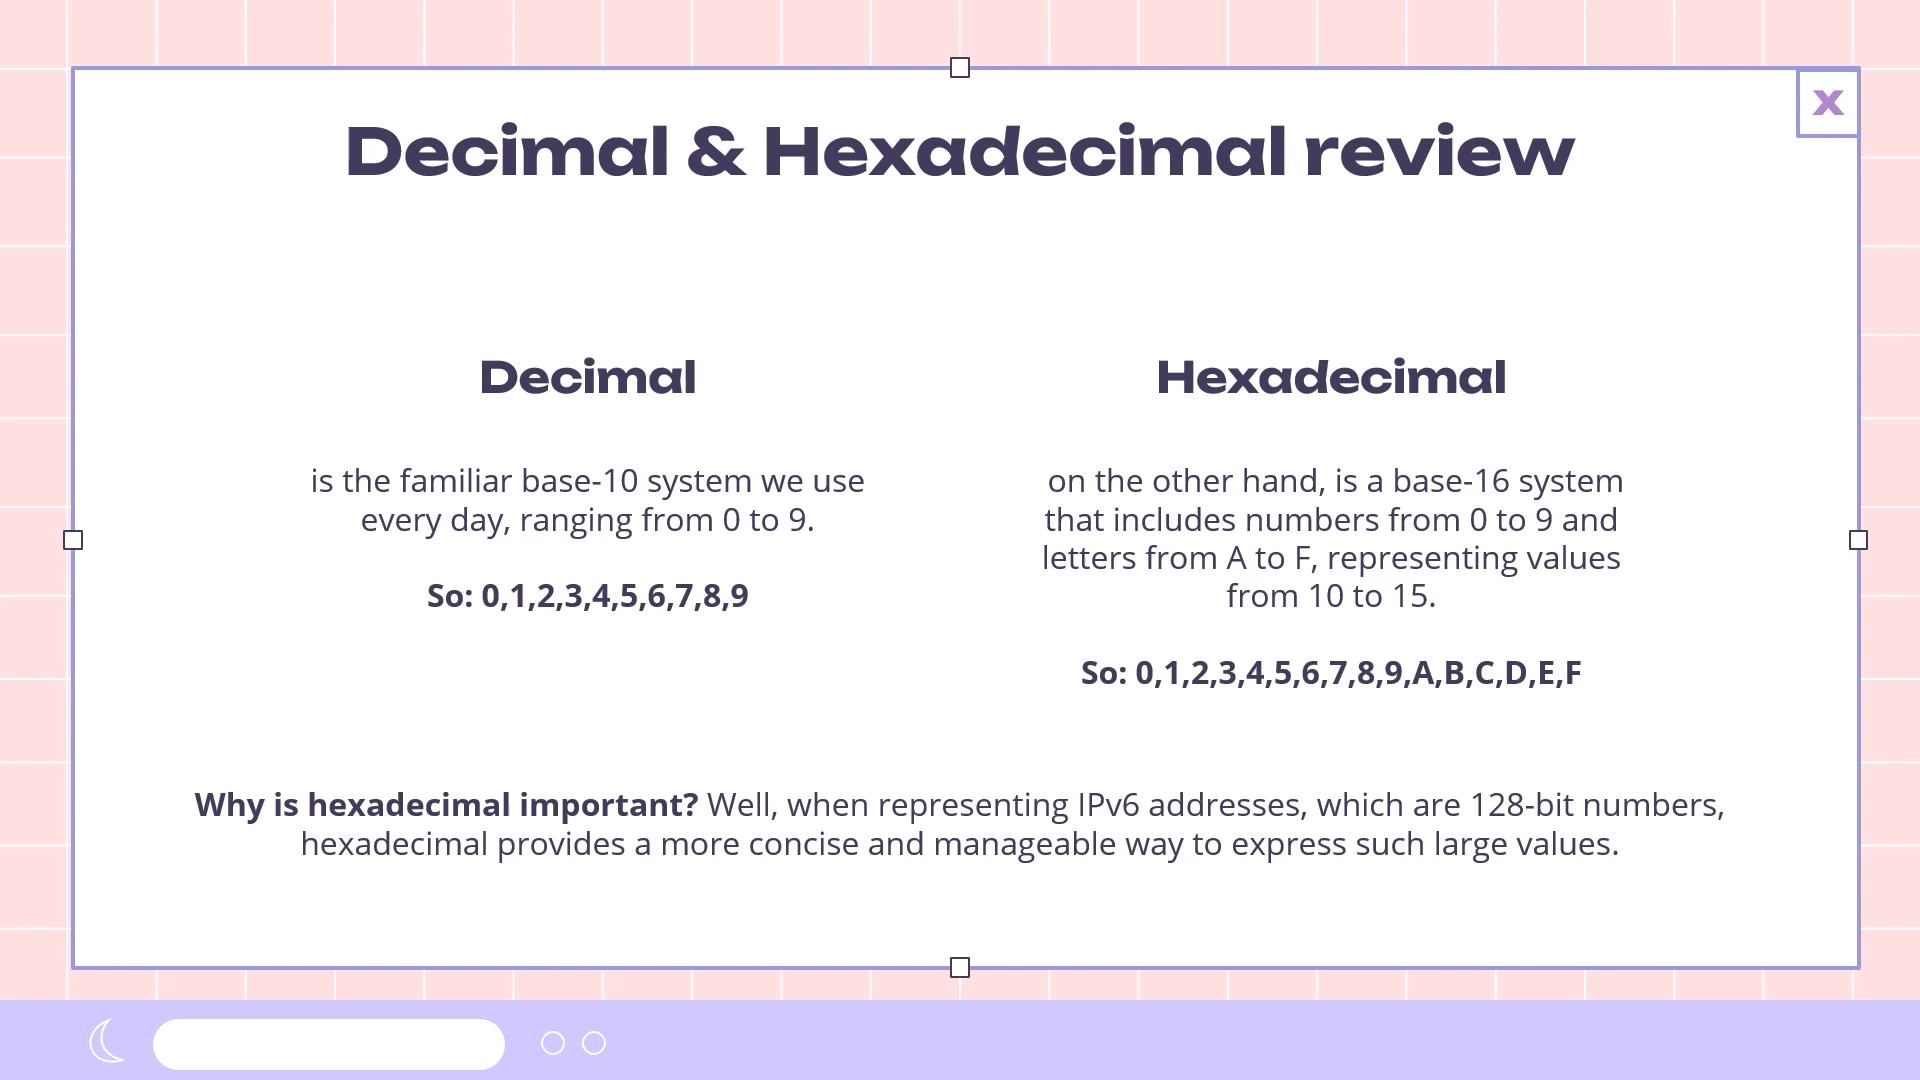 X
Decimal & Hexadecimal review
Decimal
is the familiar base-10 system we use
every day, ranging from 0 to 9.
So: 0,1,2,3,4,5,6,7,8,9
Hexadecimal
on the other hand, is a base-16 system
that includes numbers from 0 to 9 and
letters from A to F, representing values
from 10 to 15.
So: 0,1,2,3,4,5,6,7,8,9,A,B,C,D,E,F
Why is hexadecimal important? Well, when representing IPv6 addresses, which are 128-bit numbers,
hexadecimal provides a more concise and manageable way to express such large values.